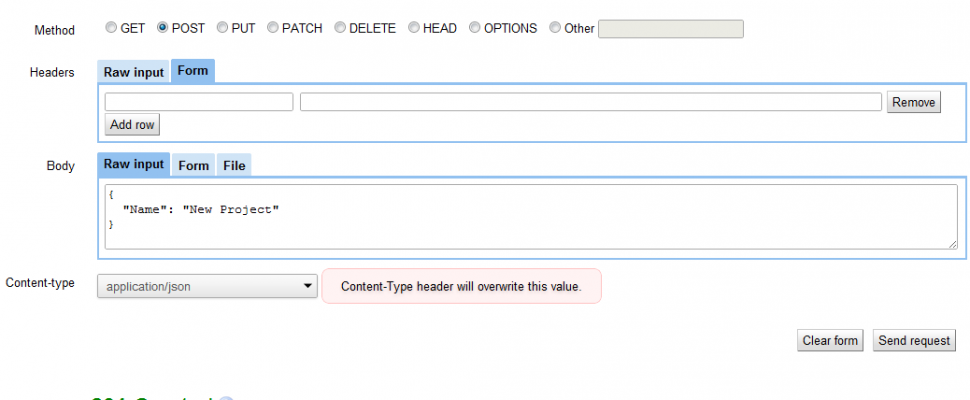 Method GET POST PUT PATCH DELETE HEAD OPTIONS Other
Headers Raw input Form
Remove
Add row
Body Raw input Form File
{
"Name": "New Project"
}
Content-type application/json Content-Type header will overwrite this value.
Clear form Send request